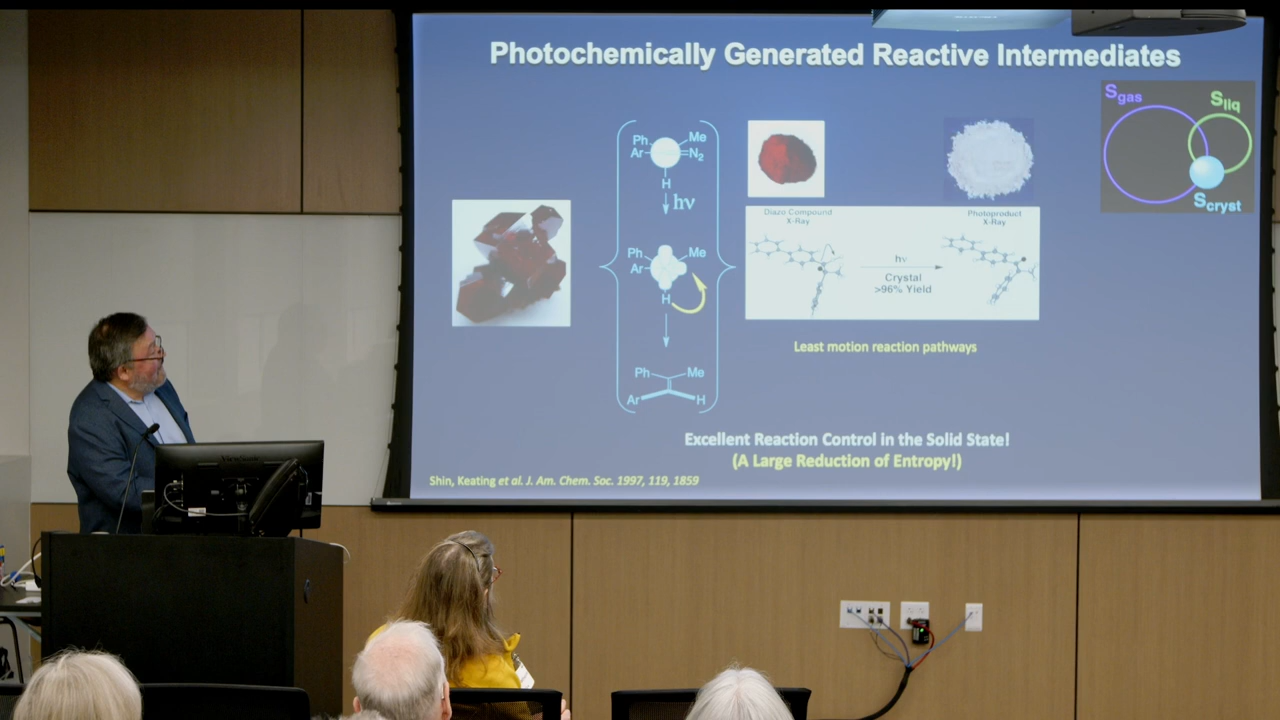 Photochemically Generated Reactive Intermediates
Sgas
Sliq
Scryst
Ph
Me
Ar
=N₂
H
hν
Ph
Me
Ar
H
Ph
Me
Ar
H
Diazo Compound
X-Ray
Photoproduct
X-Ray
hν
Crystal
>96% Yield
Least motion reaction pathways
Excellent Reaction Control in the Solid State!
(A Large Reduction of Entropy!)
Shin, Keating et al. J. Am. Chem. Soc. 1997, 119, 1859